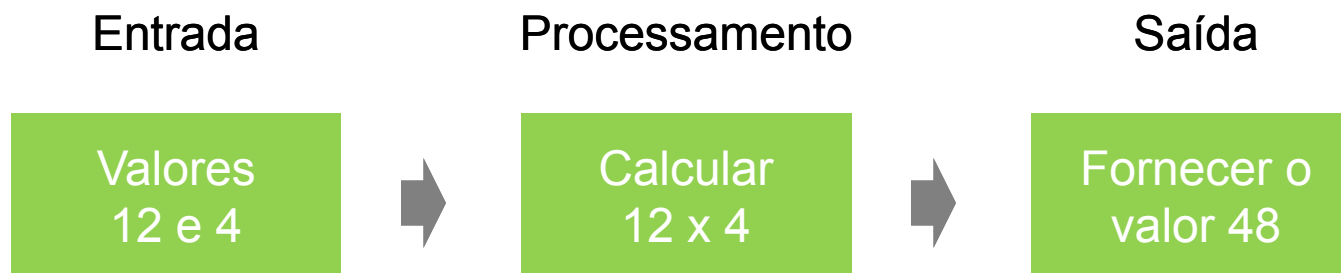 Entrada
Processamento
Saída
Valores
12 e 4
Calcular
12 x 4
Fornecer o
valor 48